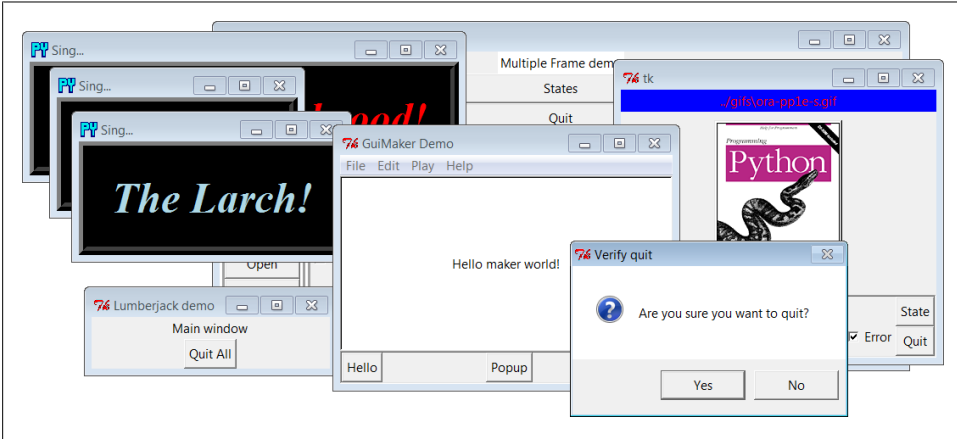 Sing...
Multiple Frame dem
tk
States
../gifs\ora-pp1e-s.gif
Sing...
ood!
Quit
Sing...
GuiMaker Demo
File Edit Play Help
Programming
Python
The Larch!
Hello maker world!
Verify quit
Open
Are you sure you want to quit?
Lumberjack demo
Main window
Quit All
State
Error
Quit
Hello
Popup
Yes
No